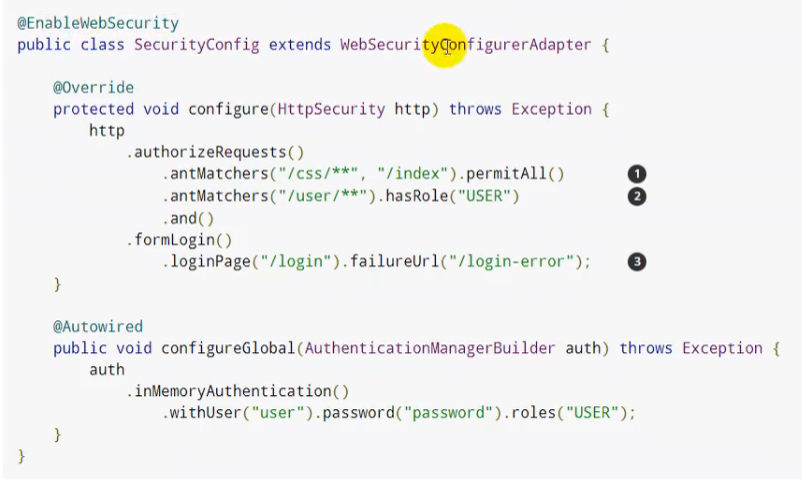 @EnableWebSecurity
public class SecurityConfig extends WebSecurityConfigurerAdapter {
@Override
protected void configure(HttpSecurity http) throws Exception {
http
.authorizeRequests()
.antMatchers("/css/**", "/index").permitAll() 1
.antMatchers("/user/**").hasRole("USER") 2
.and()
.formLogin()
.loginPage("/login").failureUrl("/login-error"); 3
}
@Autowired
public void configureGlobal(AuthenticationManagerBuilder auth) throws Exception {
auth
.inMemoryAuthentication()
.withUser("user").password("password").roles("USER");
}
}